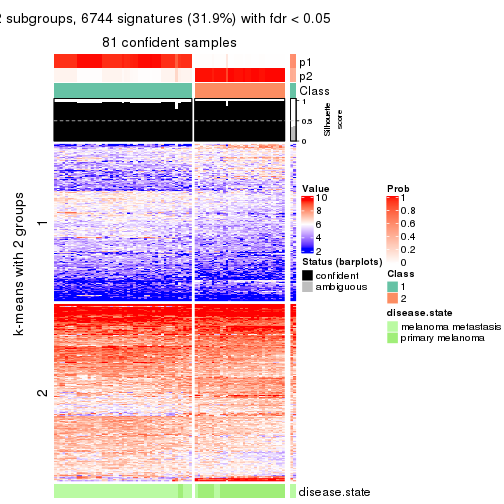 2 subgroups, 6744 signatures (31.9%) with fdr < 0.05
81 confident samples
p1
p2
Class
1
0.5
0
Silhouette
score
k-means with 2 groups
1
2
Value
10
8
6
4
2
Status (barplots)
confident
ambiguous
Prob
1
0.8
0.6
0.4
0.2
0
Class
1
2
disease.state
melanoma metastasis
primary melanoma
disease.state